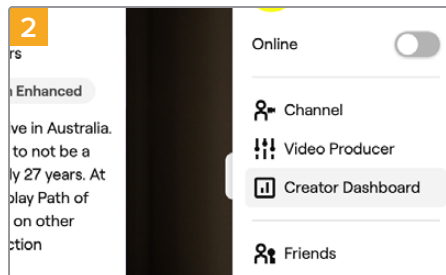 2
rs
Enhanced
ve in Australia.
to not be a
ly 27 years. At
play Path of
on other
ction
Online
Channel
Video Producer
Creator Dashboard
Friends